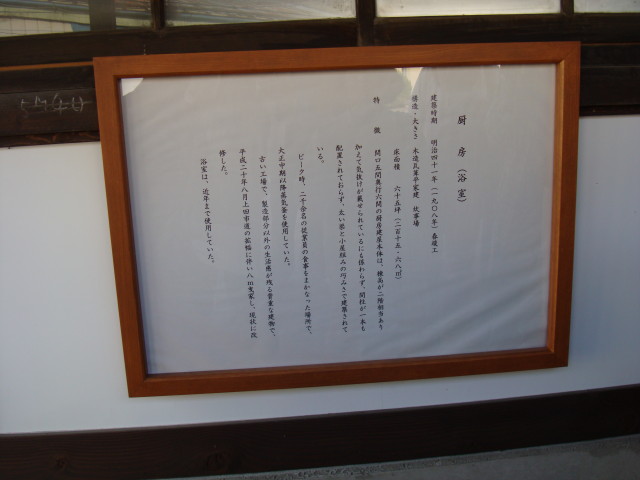 厨　房（浴室）
建築時期　明治四十一年（一九〇八年）春竣工
構造・大きさ　木造瓦葺平家建　炊事場
床面積　六十五坪（二百十五・六八㎡）
特　徴　間口五間奥行六間の厨房建築本体は、棟高が二階相当あり
加えて気抜けが載せられているにも係わらず、間柱が一本も
配置されておらず、太い梁と小屋組みの巧みさで建築されて
いる。
ピーク時、二千余名の従業員の食事をまかなった場所で、
大正中期以降蒸気釜を使用していた。
古い工場で、製造部分以外の生活感が残る貴重な建物で、
平成二十年八月上田市道の拡幅に伴い八ｍ曳家し、現状に改
修した。
浴室は、近年まで使用していた。